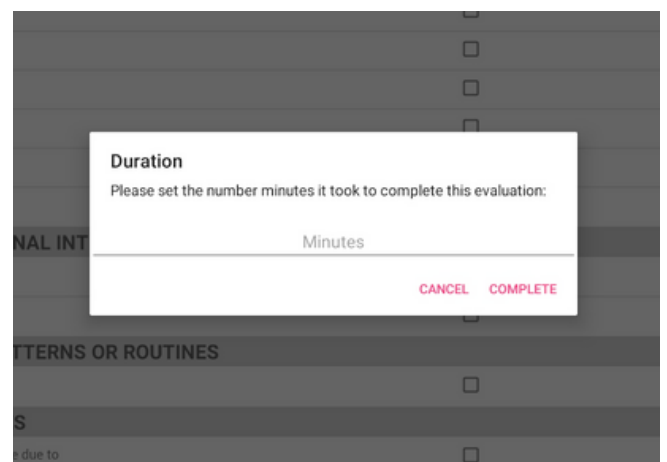 Duration
Please set the number minutes it took to complete this evaluation:
NAL INT
Minutes
CANCEL COMPLETE
TTERNS OR ROUTINES
S
e due to